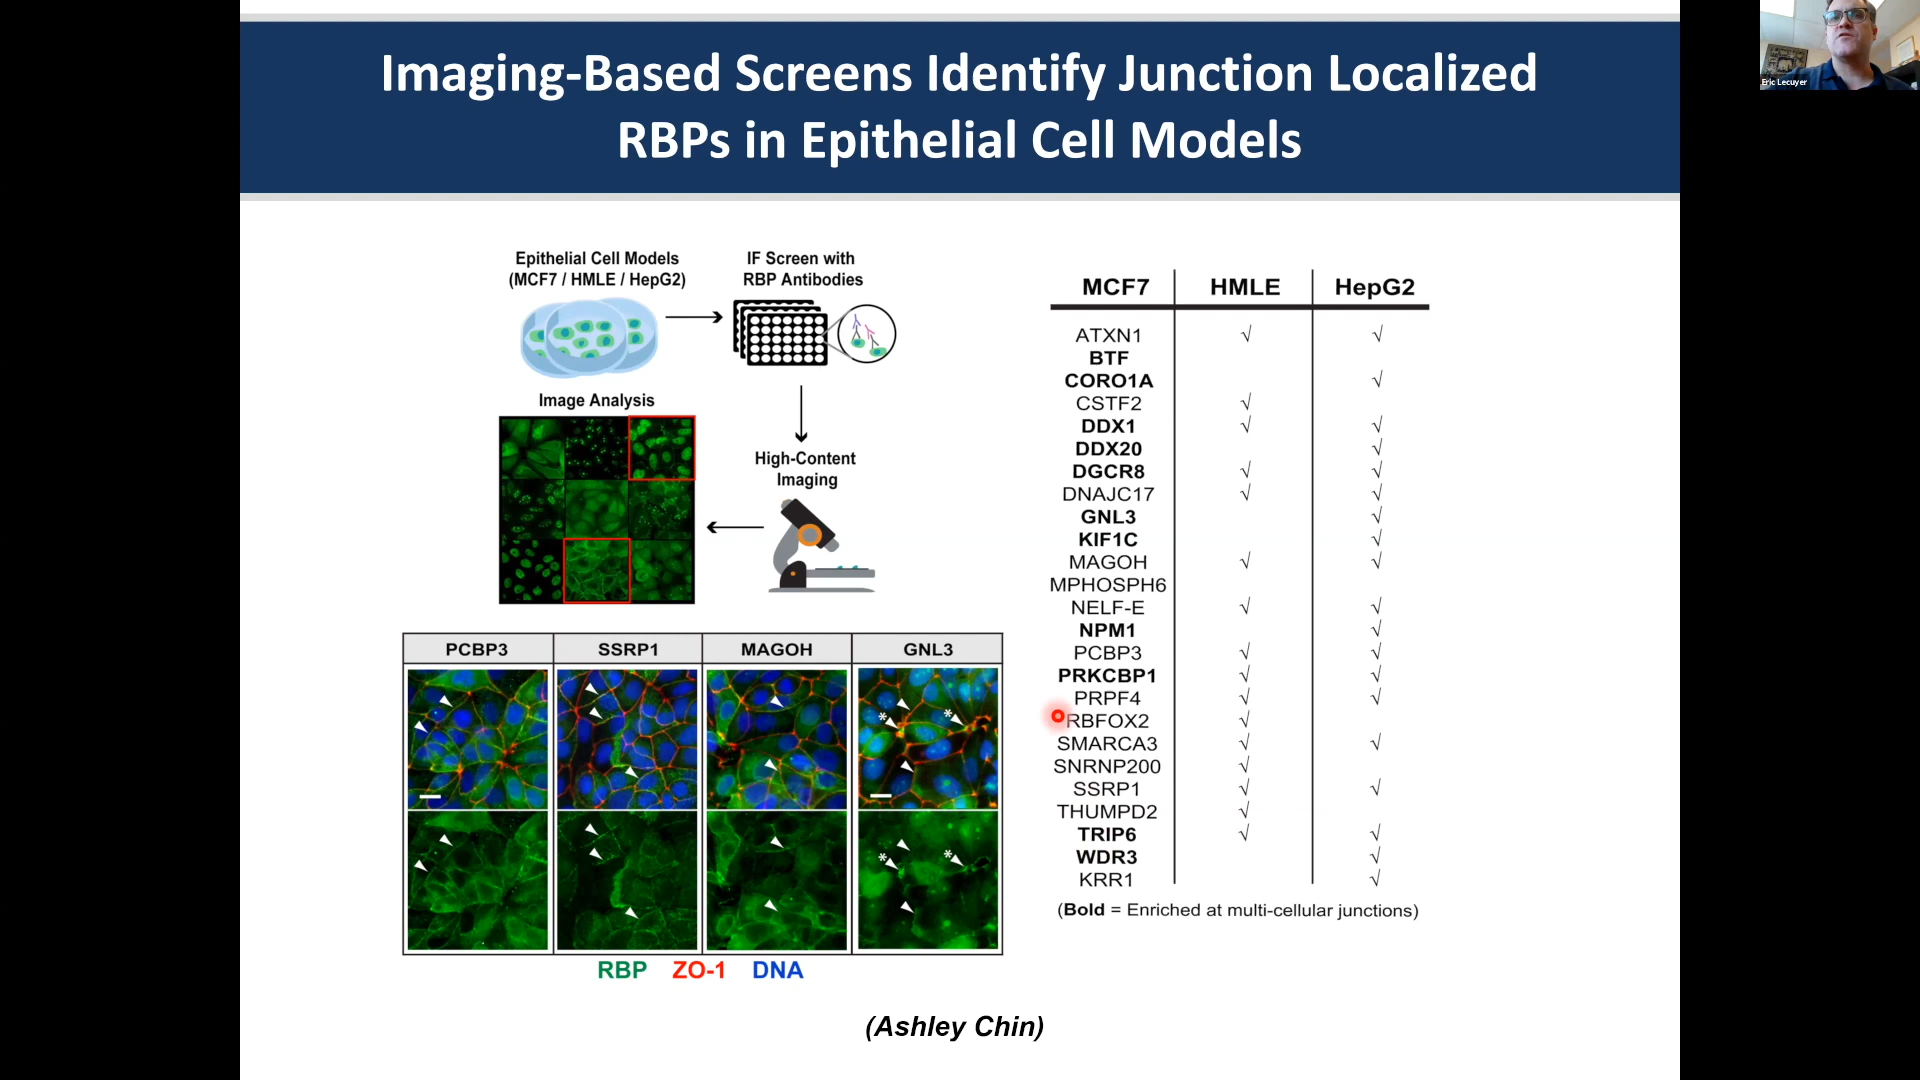 Imaging-Based Screens Identify Junction Localized
RBPs in Epithelial Cell Models
Eric Lecuyer
Epithelial Cell Models
(MCF7 / HMLE / HepG2)
IF Screen with
RBP Antibodies
Image Analysis
High-Content
Imaging
PCBP3 SSRP1 MAGOH GNL3
* *
* *
RBP ZO-1 DNA
MCF7 HMLE HepG2
ATXN1 √ √
BTF
CORO1A √
CSTF2 √
DDX1 √ √
DDX20 √
DGCR8 √ √
DNAJC17 √ √
GNL3 √
KIF1C √
MAGOH √ √
MPHOSPH6
NELF-E √ √
NPM1 √
PCBP3 √ √
PRKCBP1 √ √
PRPF4 √ √
RBFOX2 √
SMARCA3 √ √
SNRNP200 √
SSRP1 √ √
THUMPD2 √
TRIP6 √ √
WDR3 √
KRR1 √
(Bold = Enriched at multi-cellular junctions)
(Ashley Chin)